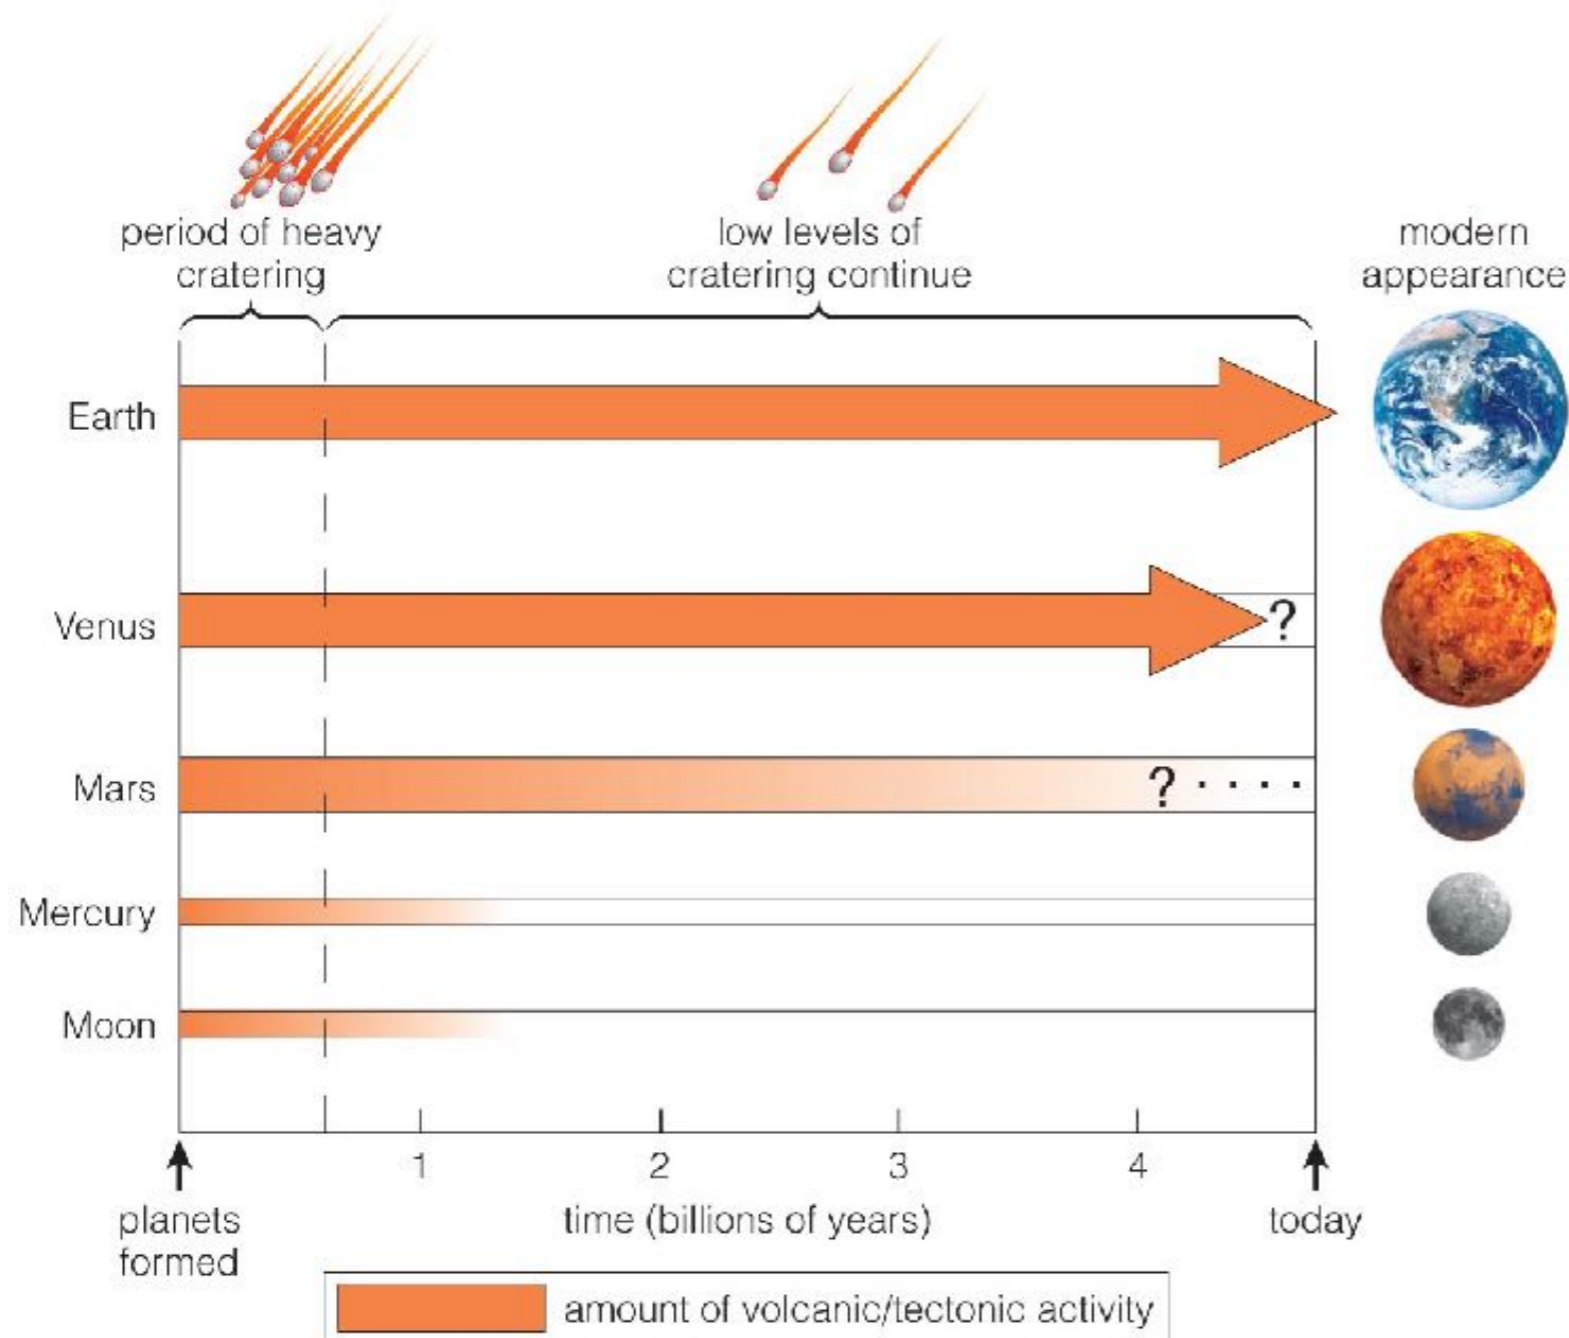 period of heavy
cratering
low levels of
cratering continue
modern
appearance
Earth
Venus
?
Mars
? . . . .
Mercury
Moon
1 2 3 4
planets
formed
time (billions of years)
today
amount of volcanic/tectonic activity